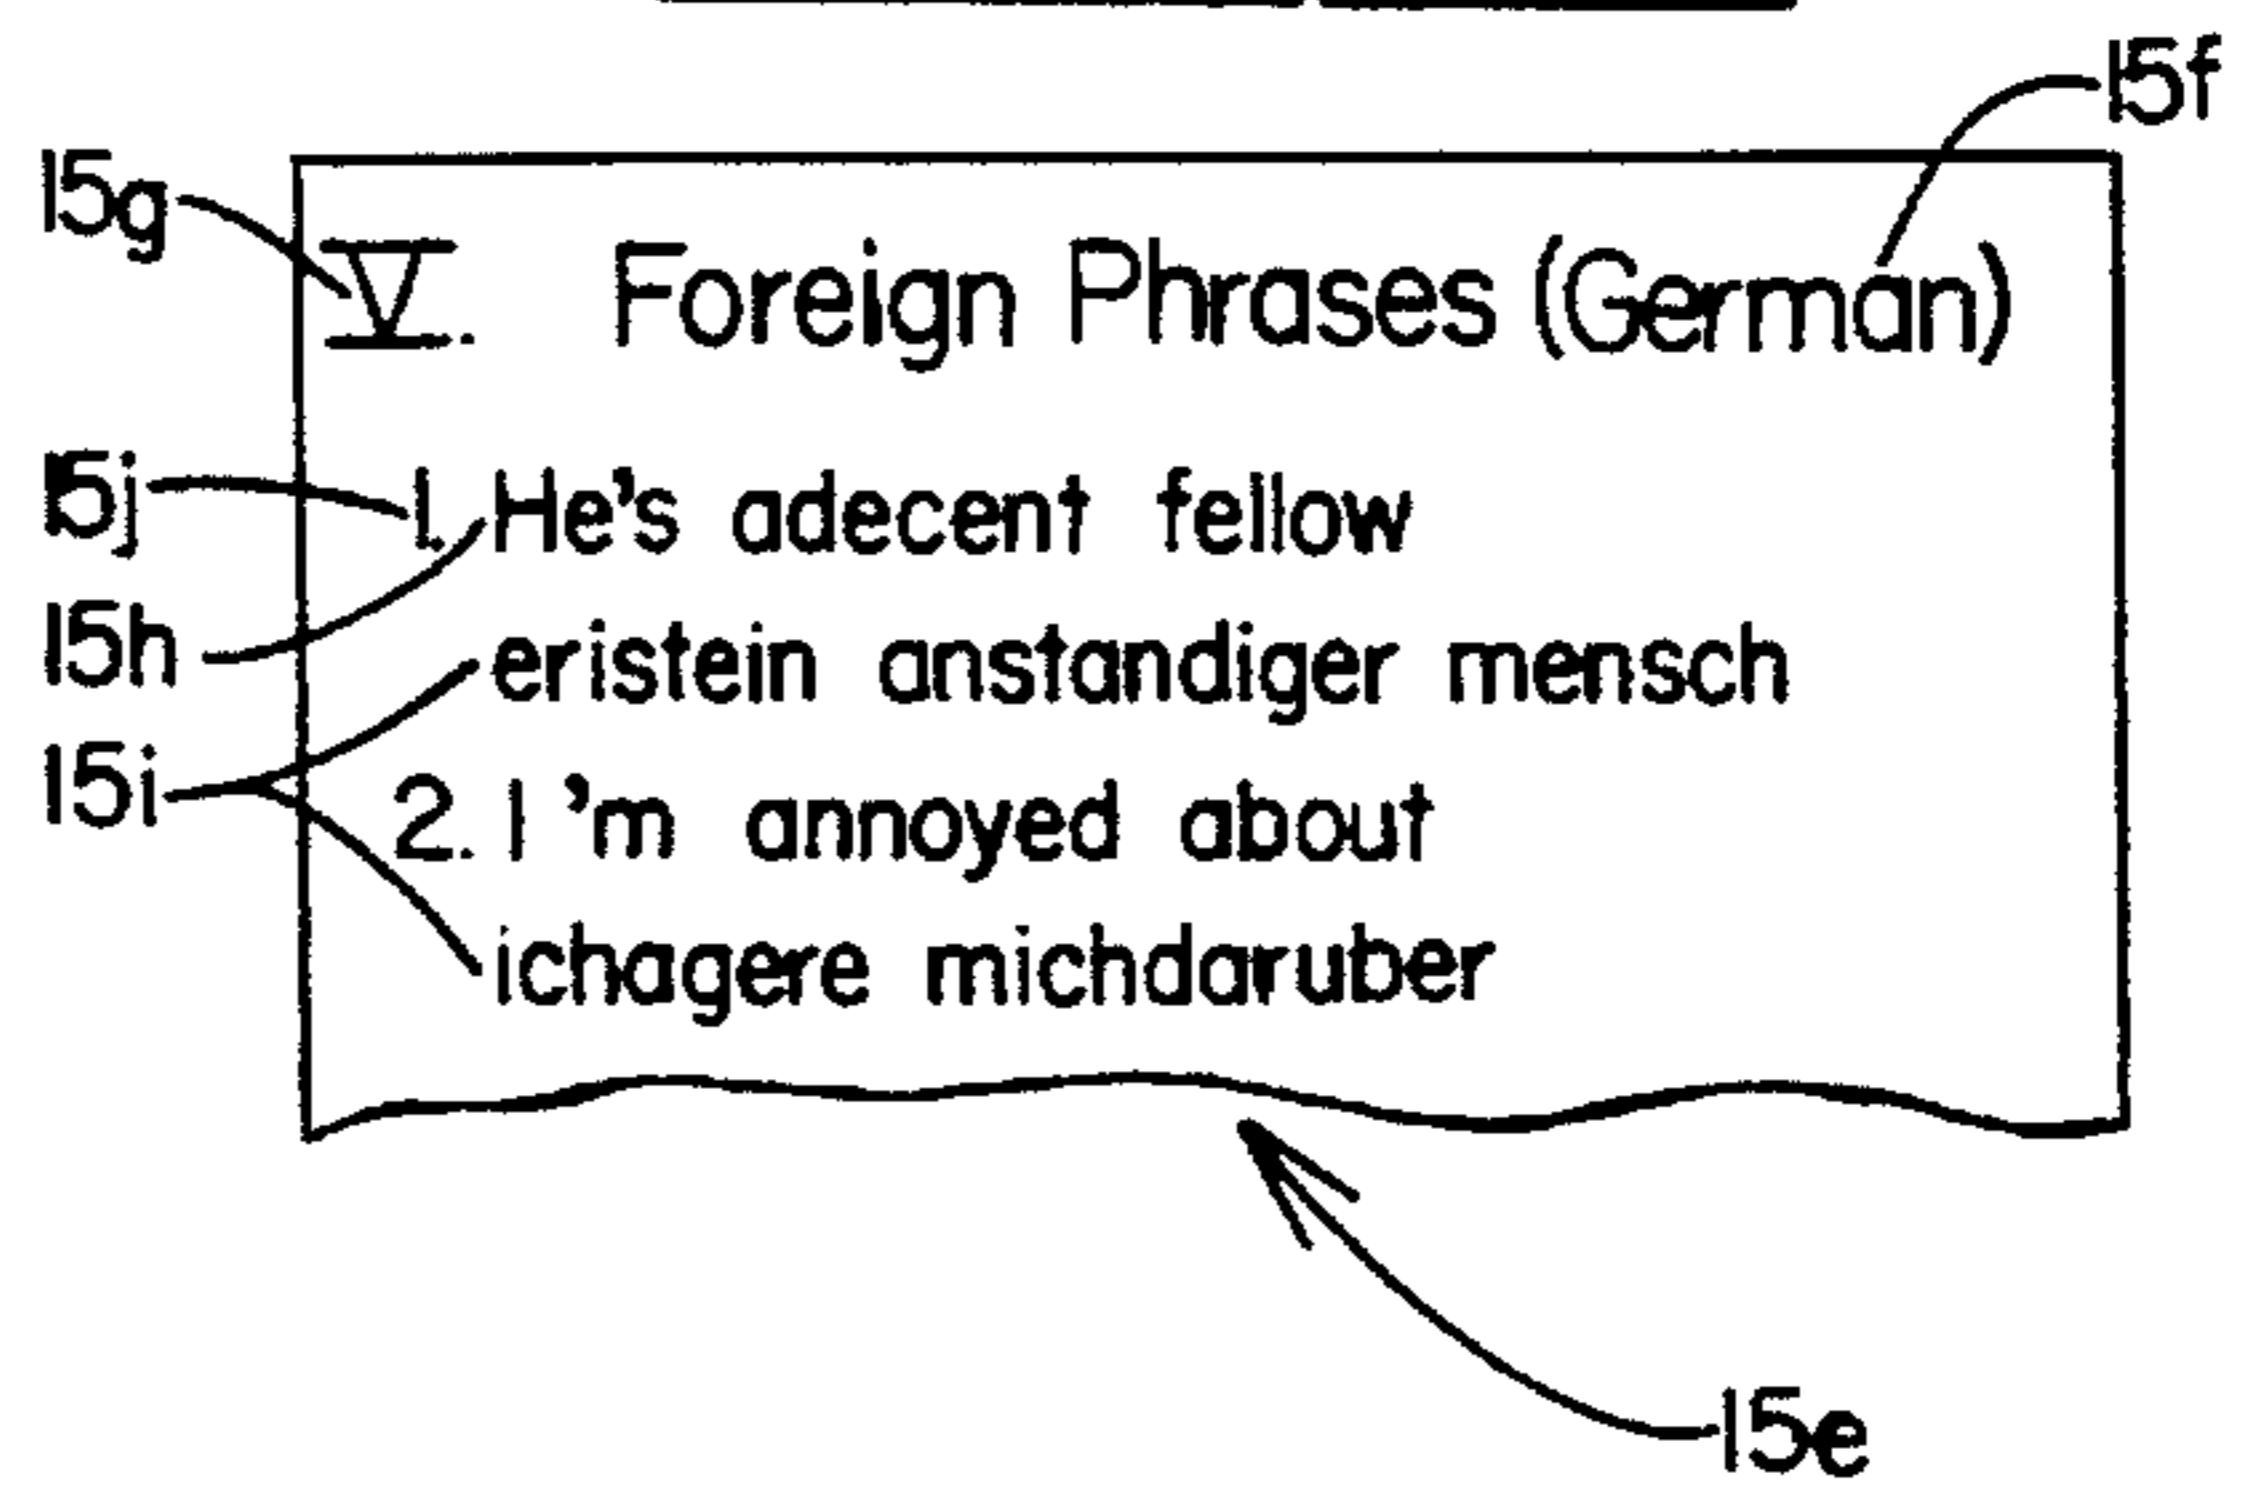 15f
15g
V. Foreign Phrases (German)
15j
1. He's adecent fellow
15h
eristein anstandiger mensch
15i
2. I'm annoyed about
ichagere michdaruber
15e